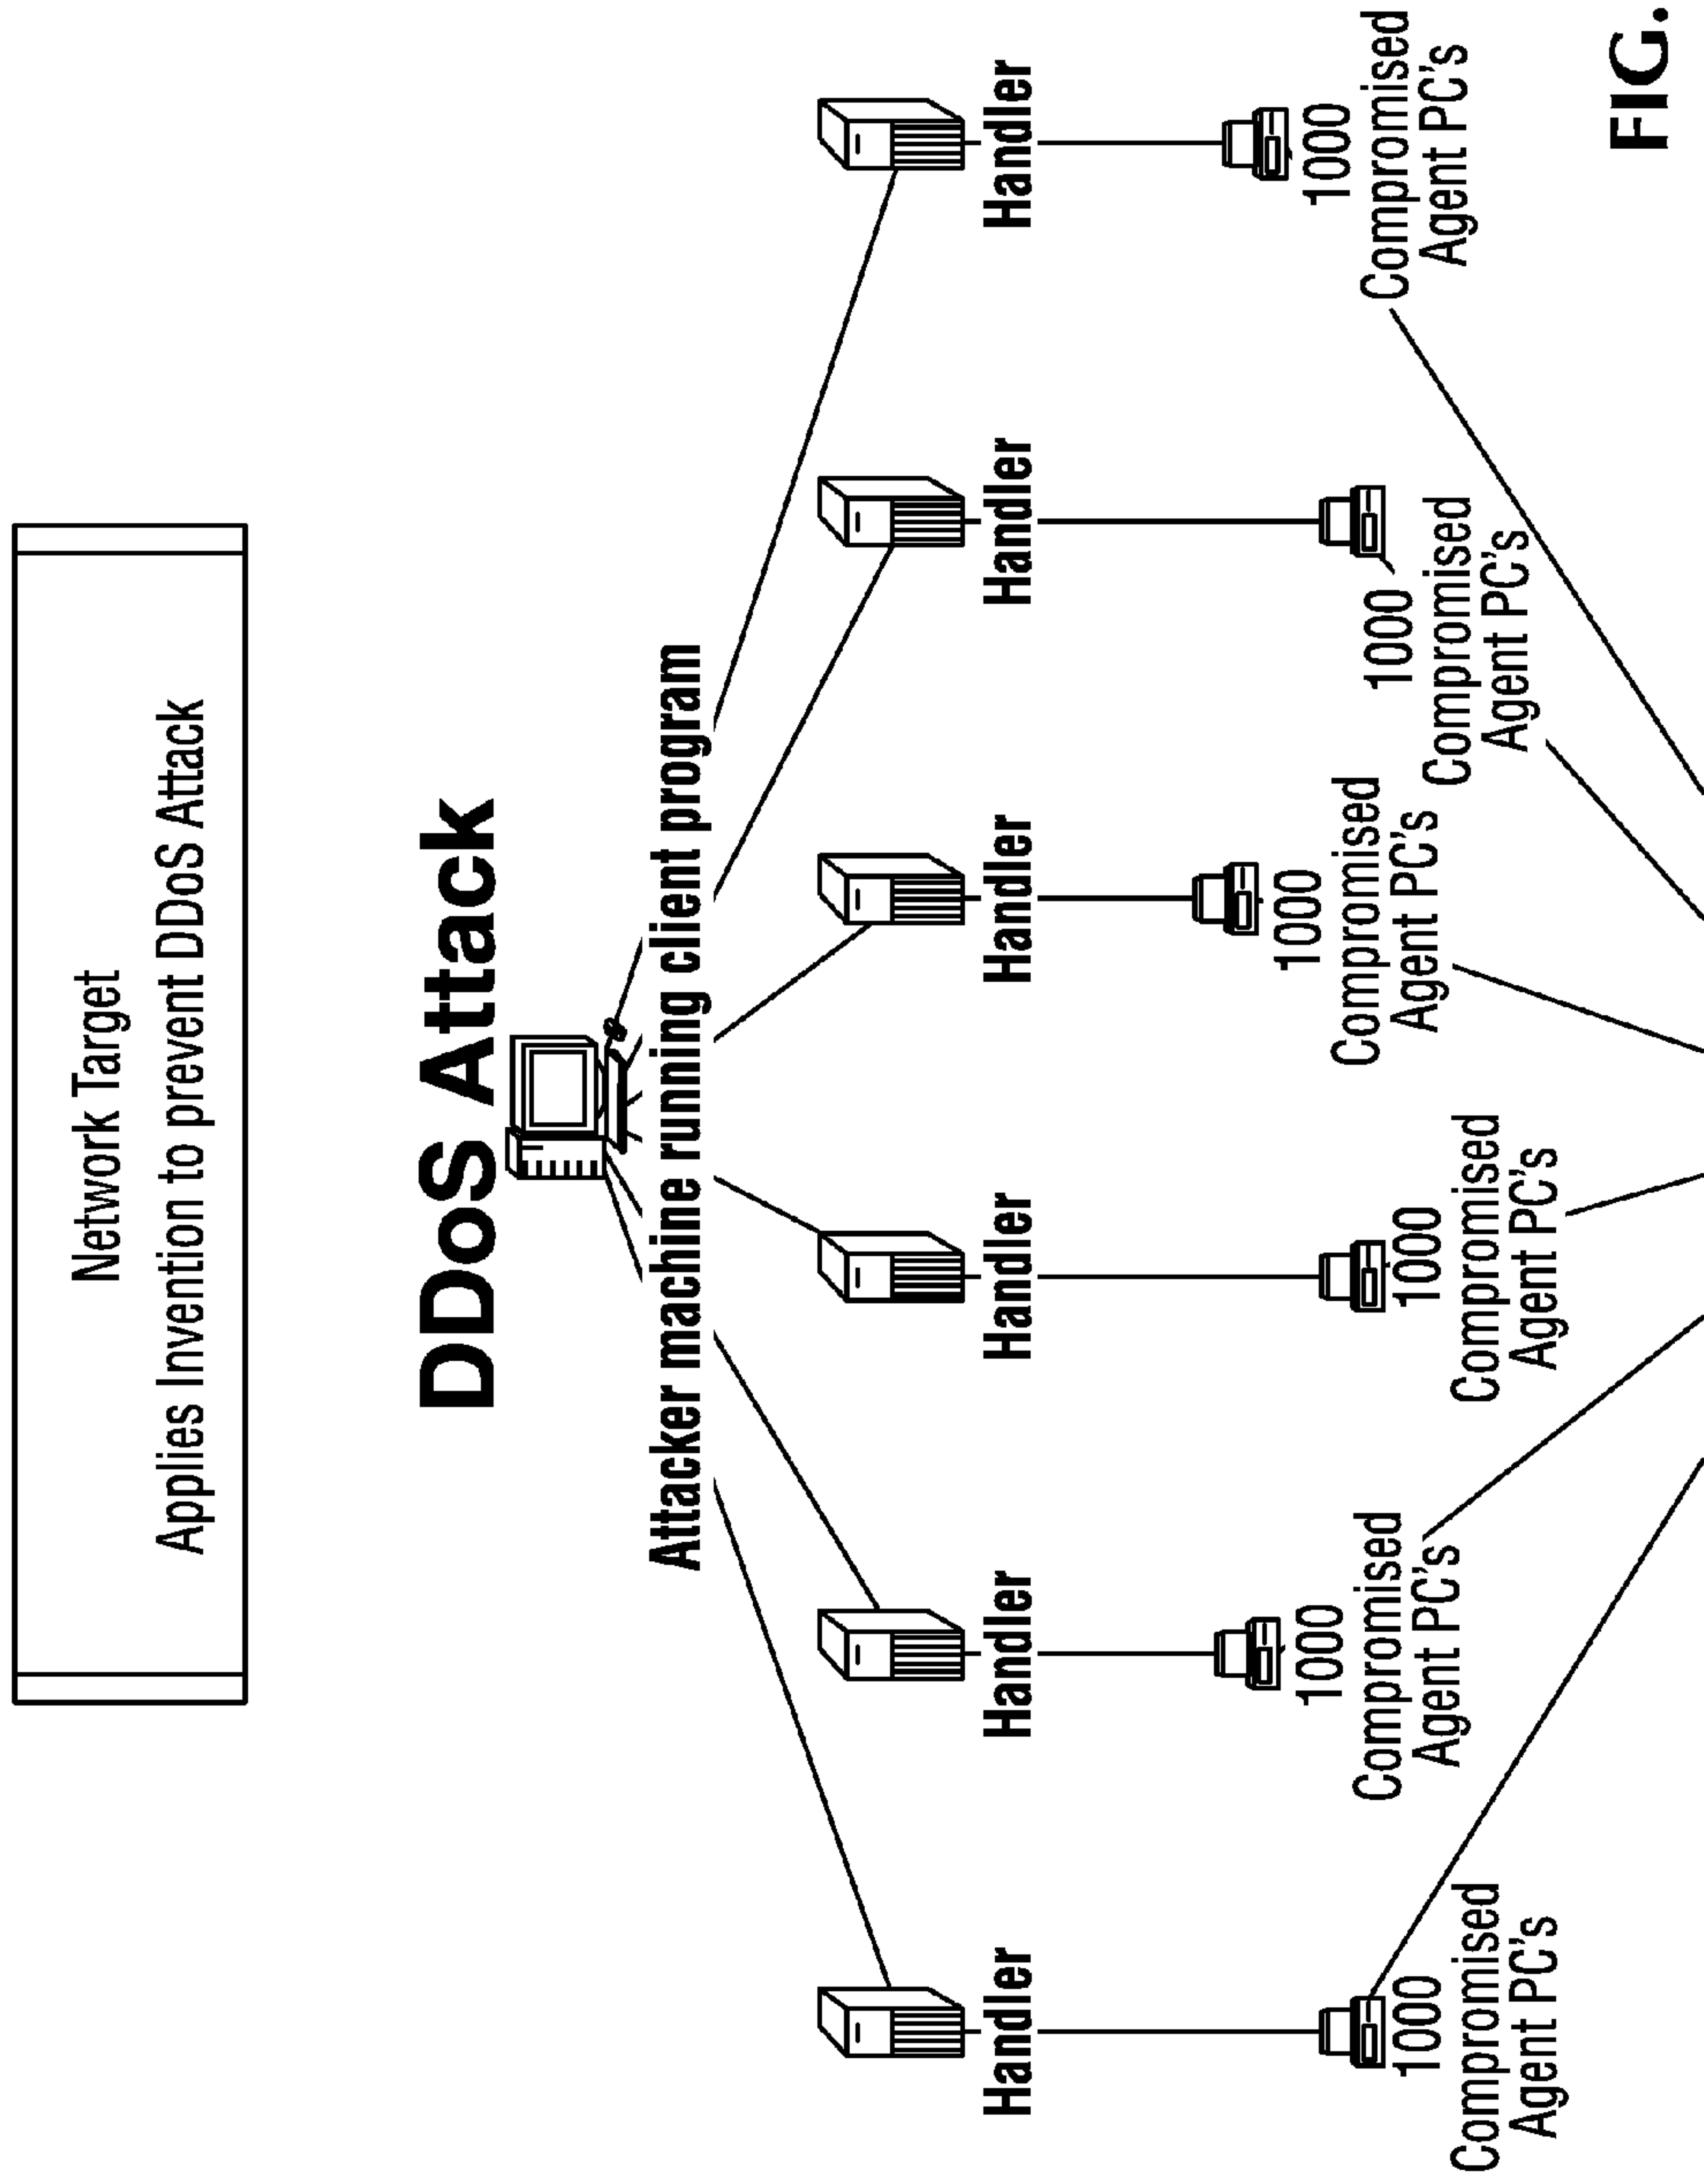 Network Target
Applies Invention to prevent DDoS Attack
DDoS Attack
Attacker machine running client program
Handler
Handler
Handler
Handler
Handler
Handler
1000
Compromised
Agent PC's
1000
Compromised
Agent PC's
1000
Compromised
Agent PC's
1000
Compromised
Agent PC's
1000
Compromised
Agent PC's
1000
Compromised
Agent PC's
FIG.